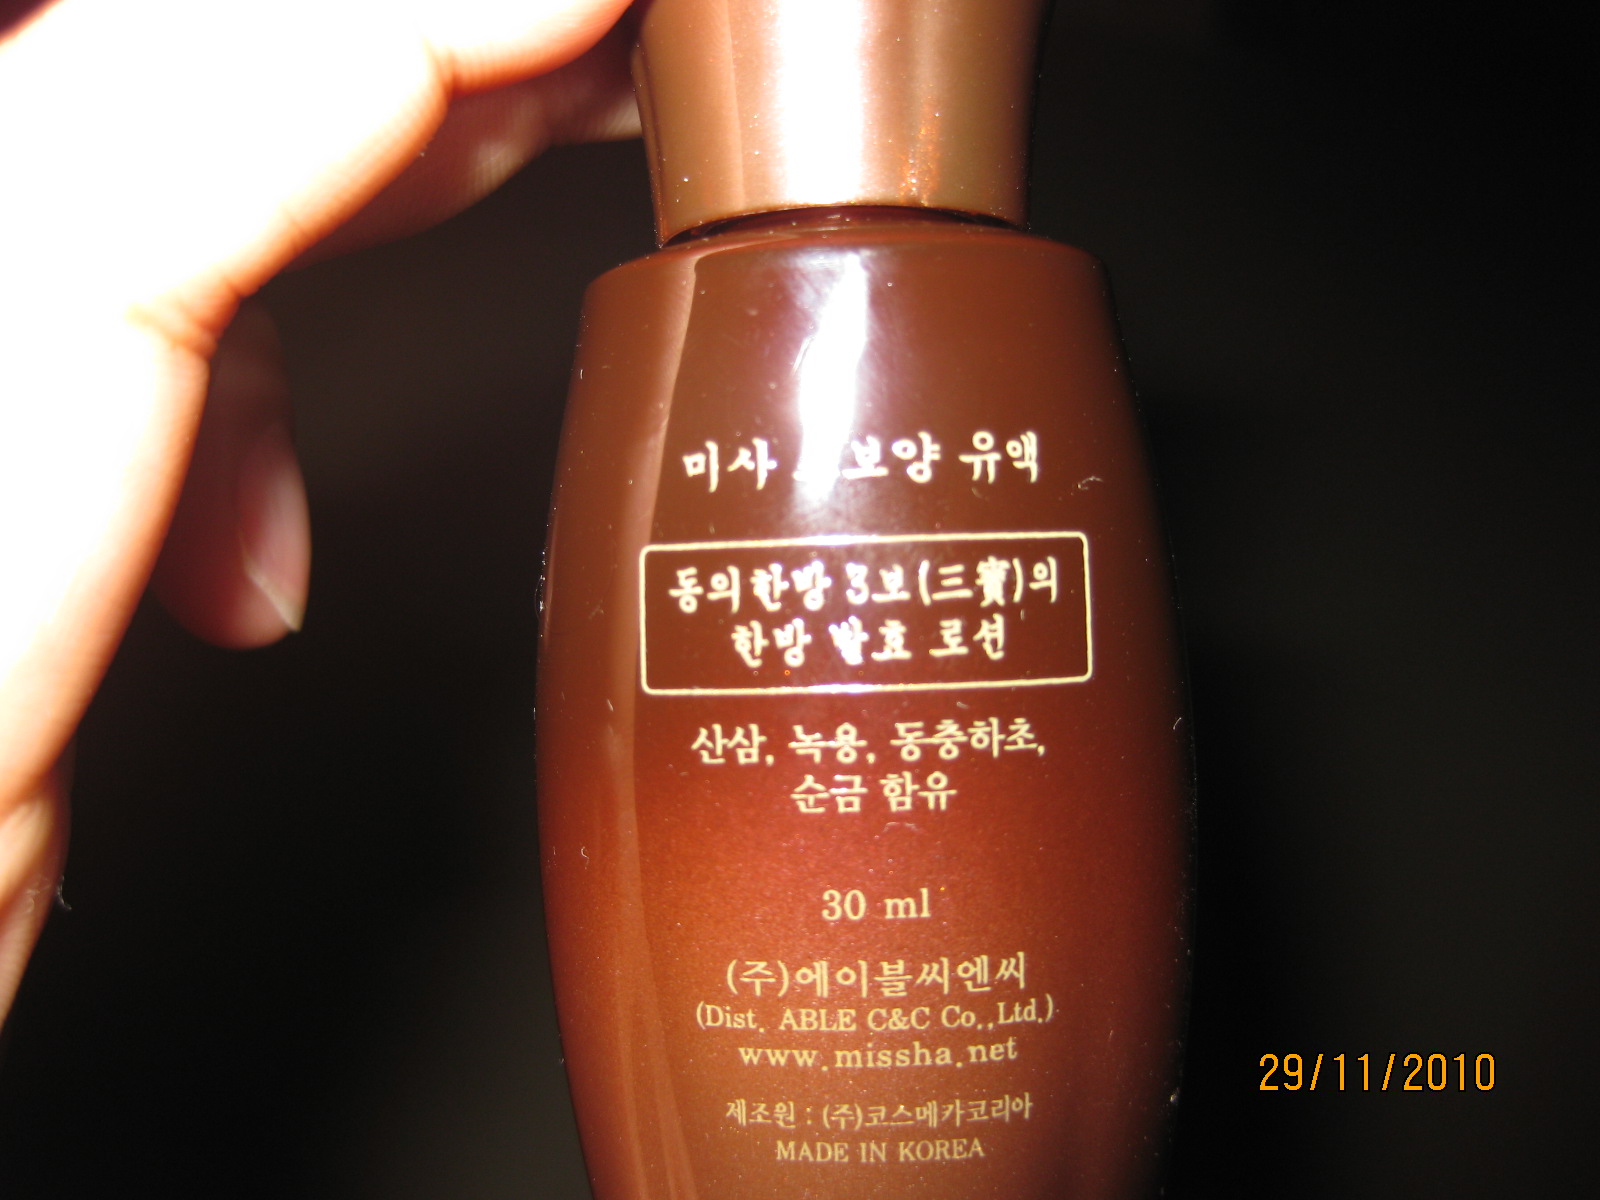 미사 보양 유액
동의한방 3보(三寶)의
한방 발효 로션
산삼, 녹용, 동충하초,
순금 함유
30 ml
(주)에이블씨엔씨
(Dist. ABLE C&C Co.,Ltd.)
www.missha.net
제조원 : (주)코스메카코리아
MADE IN KOREA
29/11/2010